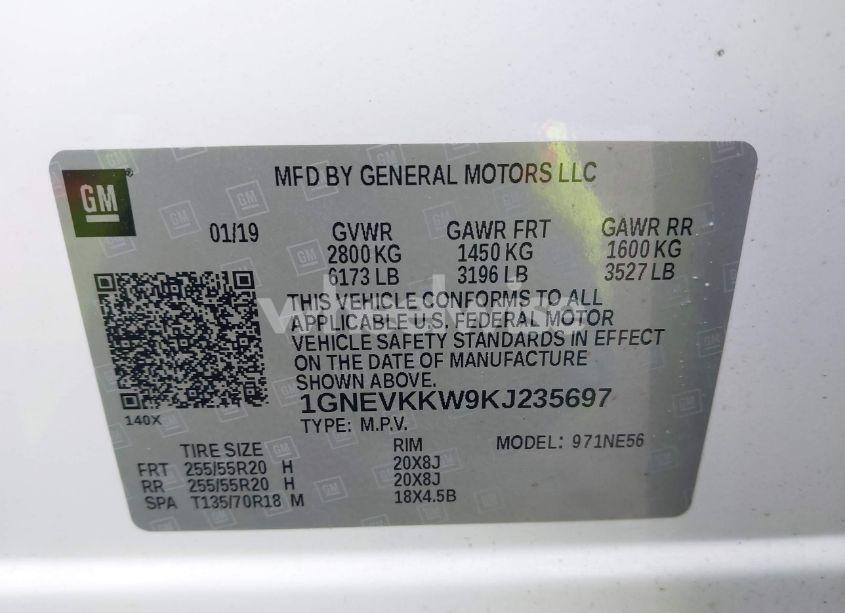 MFD BY GENERAL MOTORS LLC
GM
01/19 GVWR GAWR FRT GAWR RR
2800 KG 1450 KG 1600 KG
6173 LB 3196 LB 3527 LB
THIS VEHICLE CONFORMS TO ALL
APPLICABLE U.S. FEDERAL MOTOR
VEHICLE SAFETY STANDARDS IN EFFECT
ON THE DATE OF MANUFACTURE
SHOWN ABOVE.
1GNEVKKW9KJ235697
140X
TYPE: M.P.V. MODEL: 971NE56
TIRE SIZE RIM
FRT 255/55R20 H 20X8J
RR 255/55R20 H 20X8J
SPA T135/70R18 M 18X4.5B